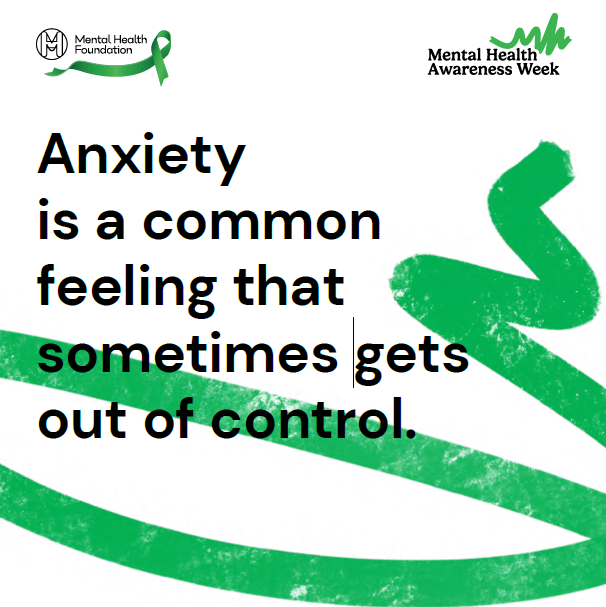 Mental Health
Foundation
Mental Health
Awareness Week
Anxiety
is a common
feeling that
sometimes gets
out of control.